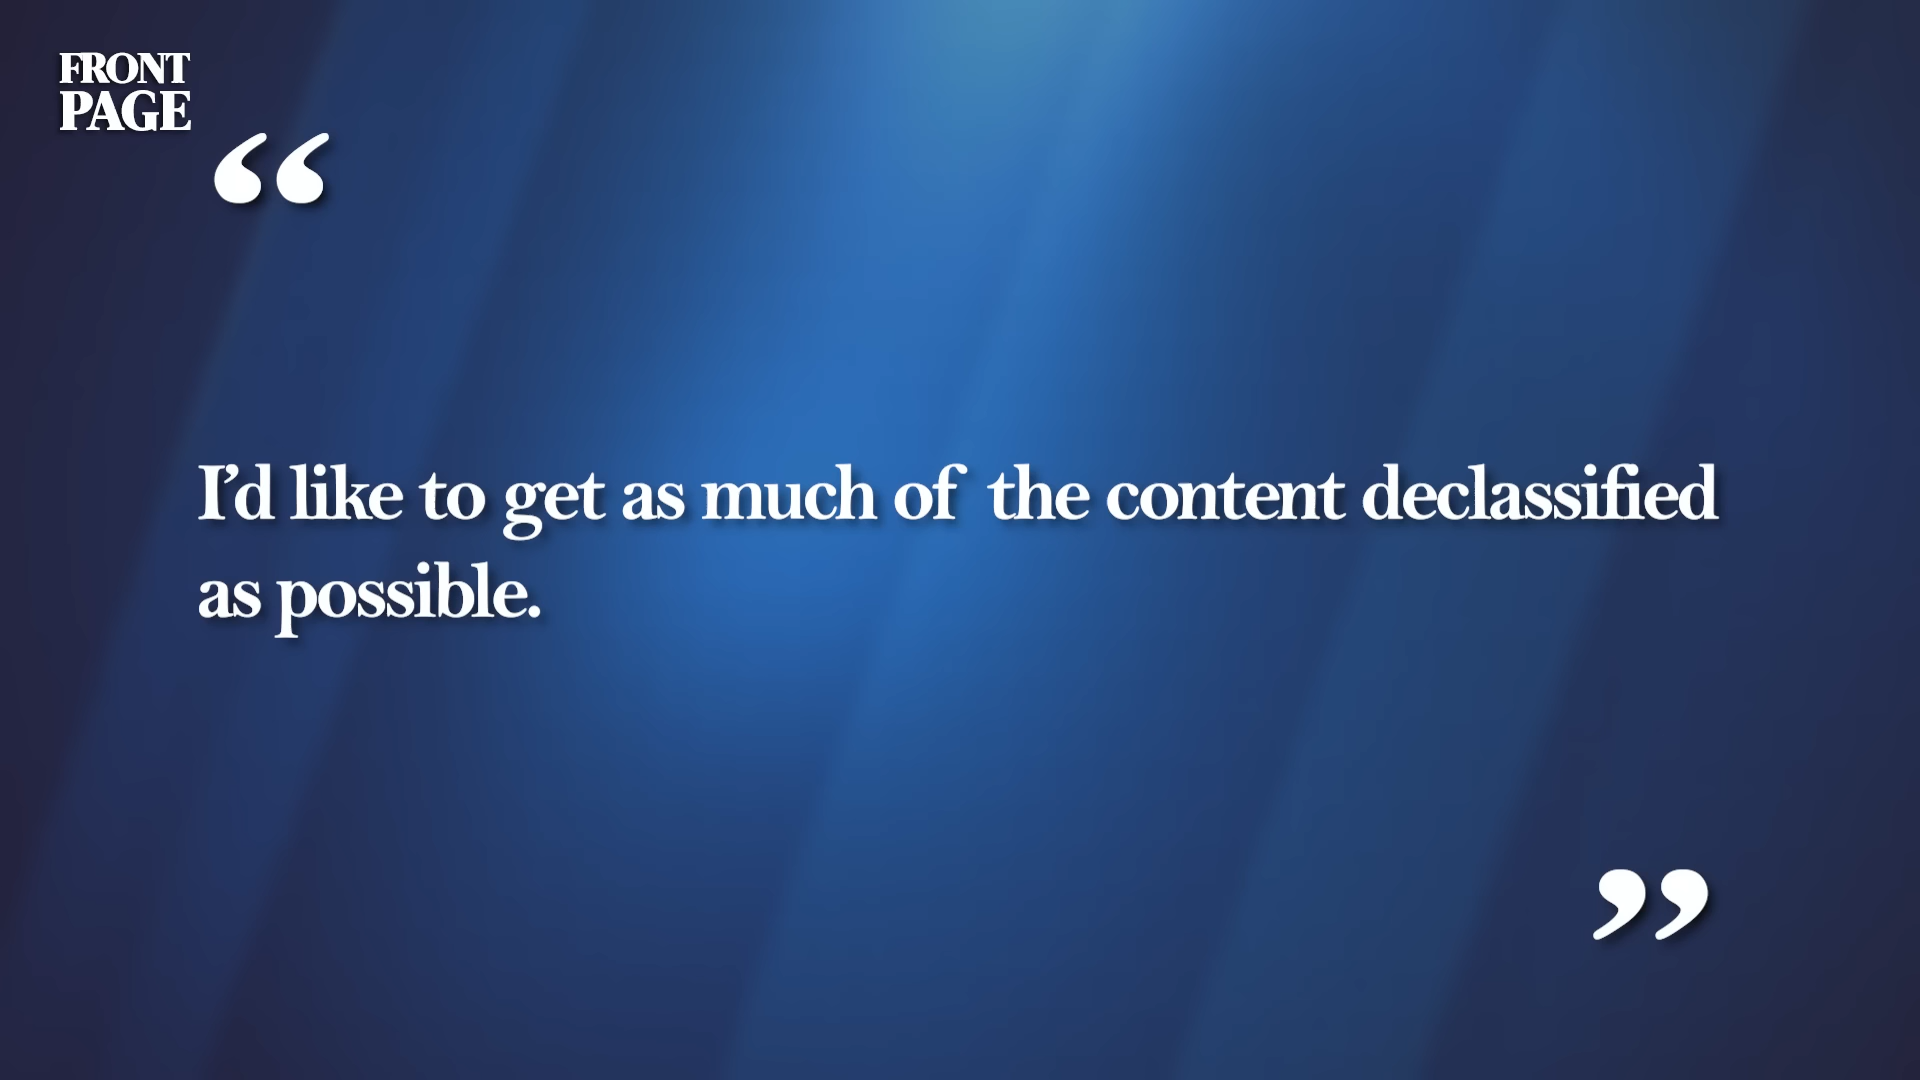 FRONT
PAGE
“
I’d like to get as much of the content declassified
as possible.
”